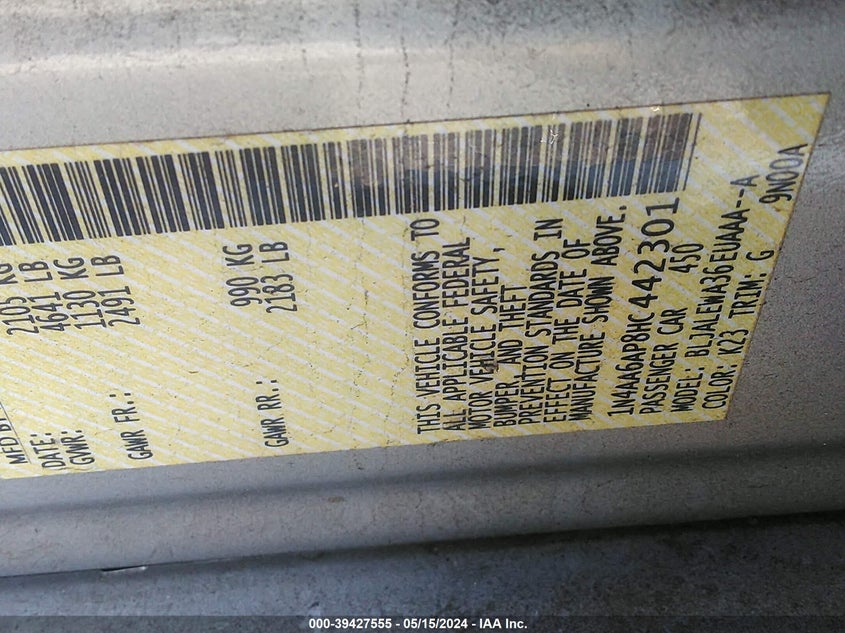 MFD BY
DATE:
GVWR: 2105 KG
4641 LB
GAWR FR.: 1130 KG
2491 LB
GAWR RR.: 990 KG
2183 LB
THIS VEHICLE CONFORMS TO
ALL APPLICABLE FEDERAL
MOTOR VEHICLE SAFETY,
BUMPER, AND THEFT
PREVENTION STANDARDS IN
EFFECT ON THE DATE OF
MANUFACTURE SHOWN ABOVE.
1N4AA6AP8HC442301
PASSENGER CAR 450
MODEL: BLJALEWA36EUAAA--A
COLOR: K23 TRIM: G 9N00A
000-39427555 - 05/15/2024 - IAA Inc.